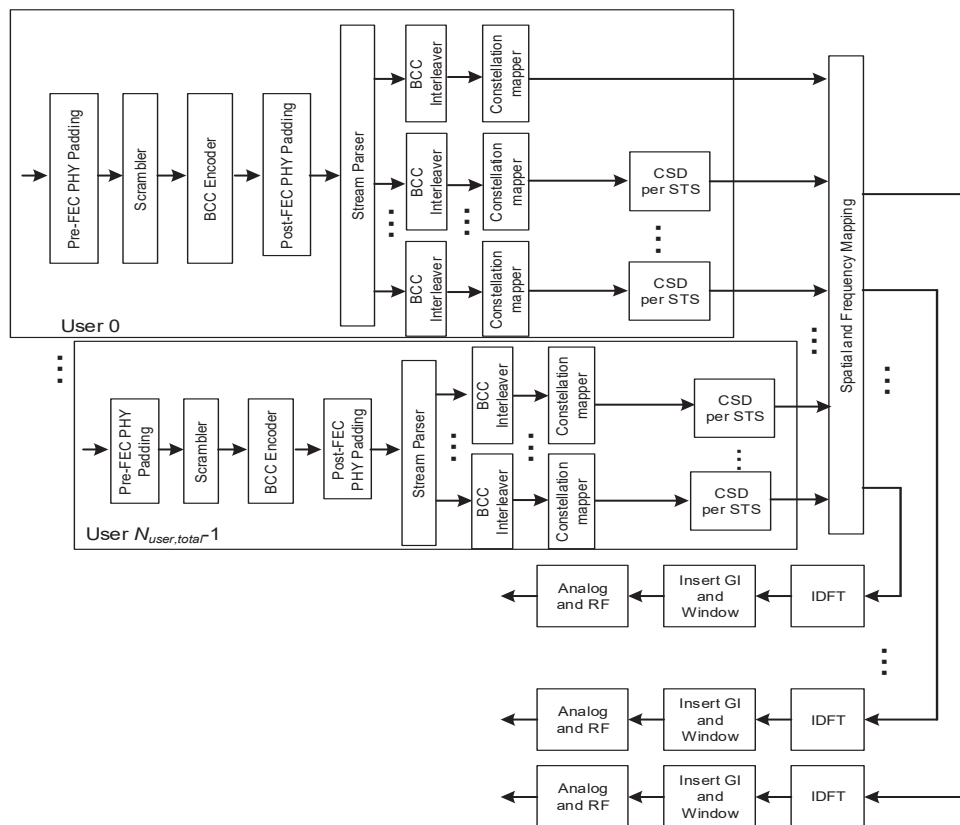 Pre-FEC PHY Padding
Scrambler
BCC Encoder
Post-FEC PHY Padding
Stream Parser
BCC
Interleaver
Constellation
mapper
BCC
Interleaver
Constellation
mapper
CSD
per STS
BCC
Interleaver
Constellation
mapper
CSD
per STS
User 0
Spatial and Frequency Mapping
Pre-FEC PHY
Padding
Scrambler
BCC Encoder
Post-FEC
PHY Padding
Stream Parser
BCC
Interleaver
Constellation
mapper
CSD
per STS
BCC
Interleaver
Constellation
mapper
CSD
per STS
User Nuser,total-1
Analog
and RF
Insert GI
and
Window
IDFT
Analog
and RF
Insert GI
and
Window
IDFT
Analog
and RF
Insert GI
and
Window
IDFT